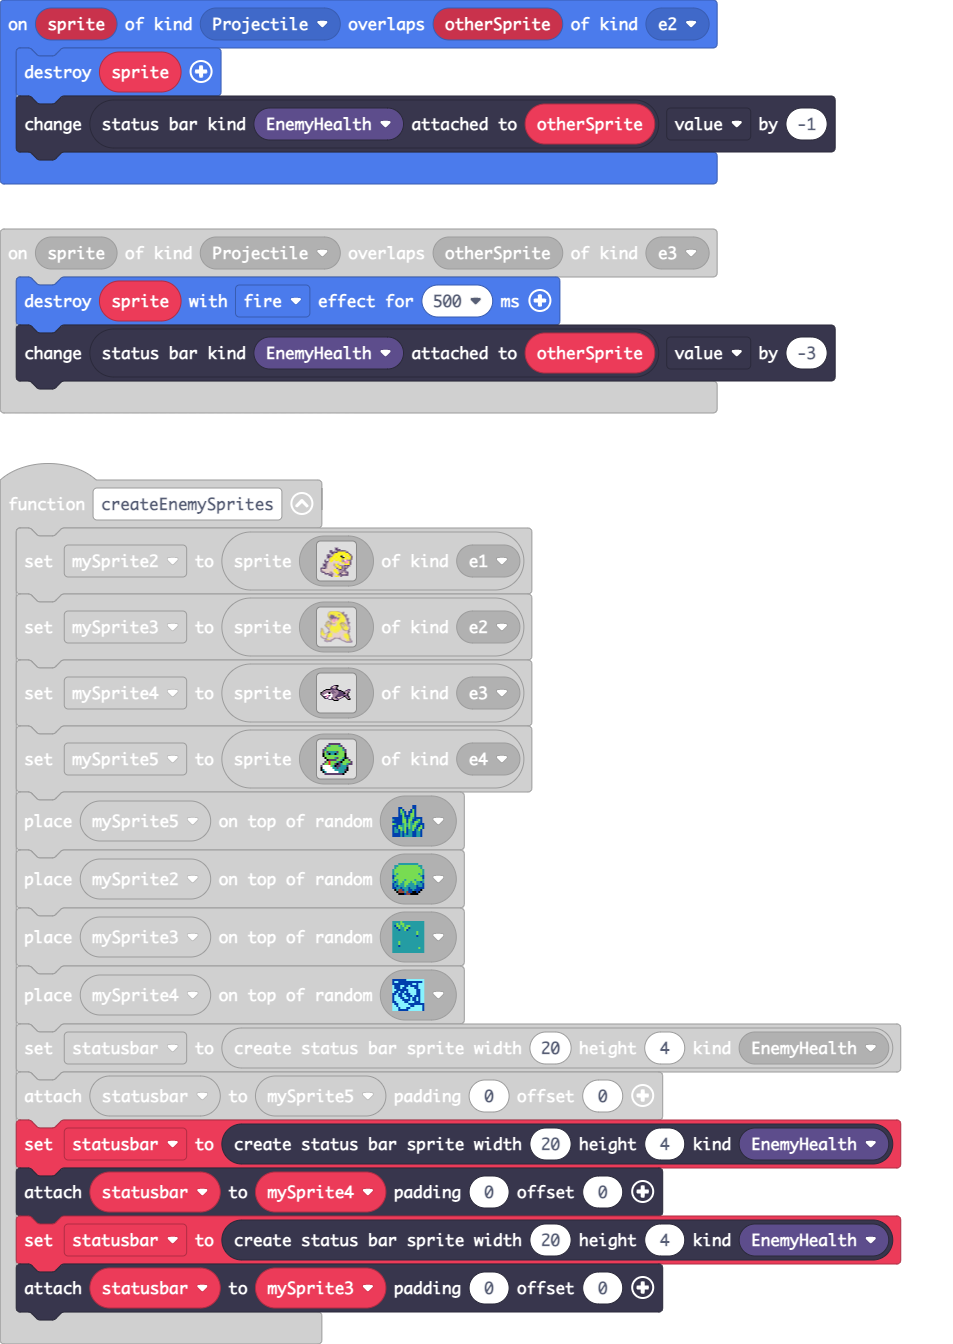 on sprite of kind Projectile overlaps otherSprite of kind e2
destroy sprite
change status bar kind EnemyHealth attached to otherSprite value by -1
on sprite of kind Projectile overlaps otherSprite of kind e3
destroy sprite with fire effect for 500 ms
change status bar kind EnemyHealth attached to otherSprite value by -3
function createEnemySprites
set mySprite2 to sprite of kind e1
set mySprite3 to sprite of kind e2
set mySprite4 to sprite of kind e3
set mySprite5 to sprite of kind e4
place mySprite5 on top of random
place mySprite2 on top of random
place mySprite3 on top of random
place mySprite4 on top of random
set statusbar to create status bar sprite width 20 height 4 kind EnemyHealth
attach statusbar to mySprite5 padding 0 offset 0
set statusbar to create status bar sprite width 20 height 4 kind EnemyHealth
attach statusbar to mySprite4 padding 0 offset 0
set statusbar to create status bar sprite width 20 height 4 kind EnemyHealth
attach statusbar to mySprite3 padding 0 offset 0